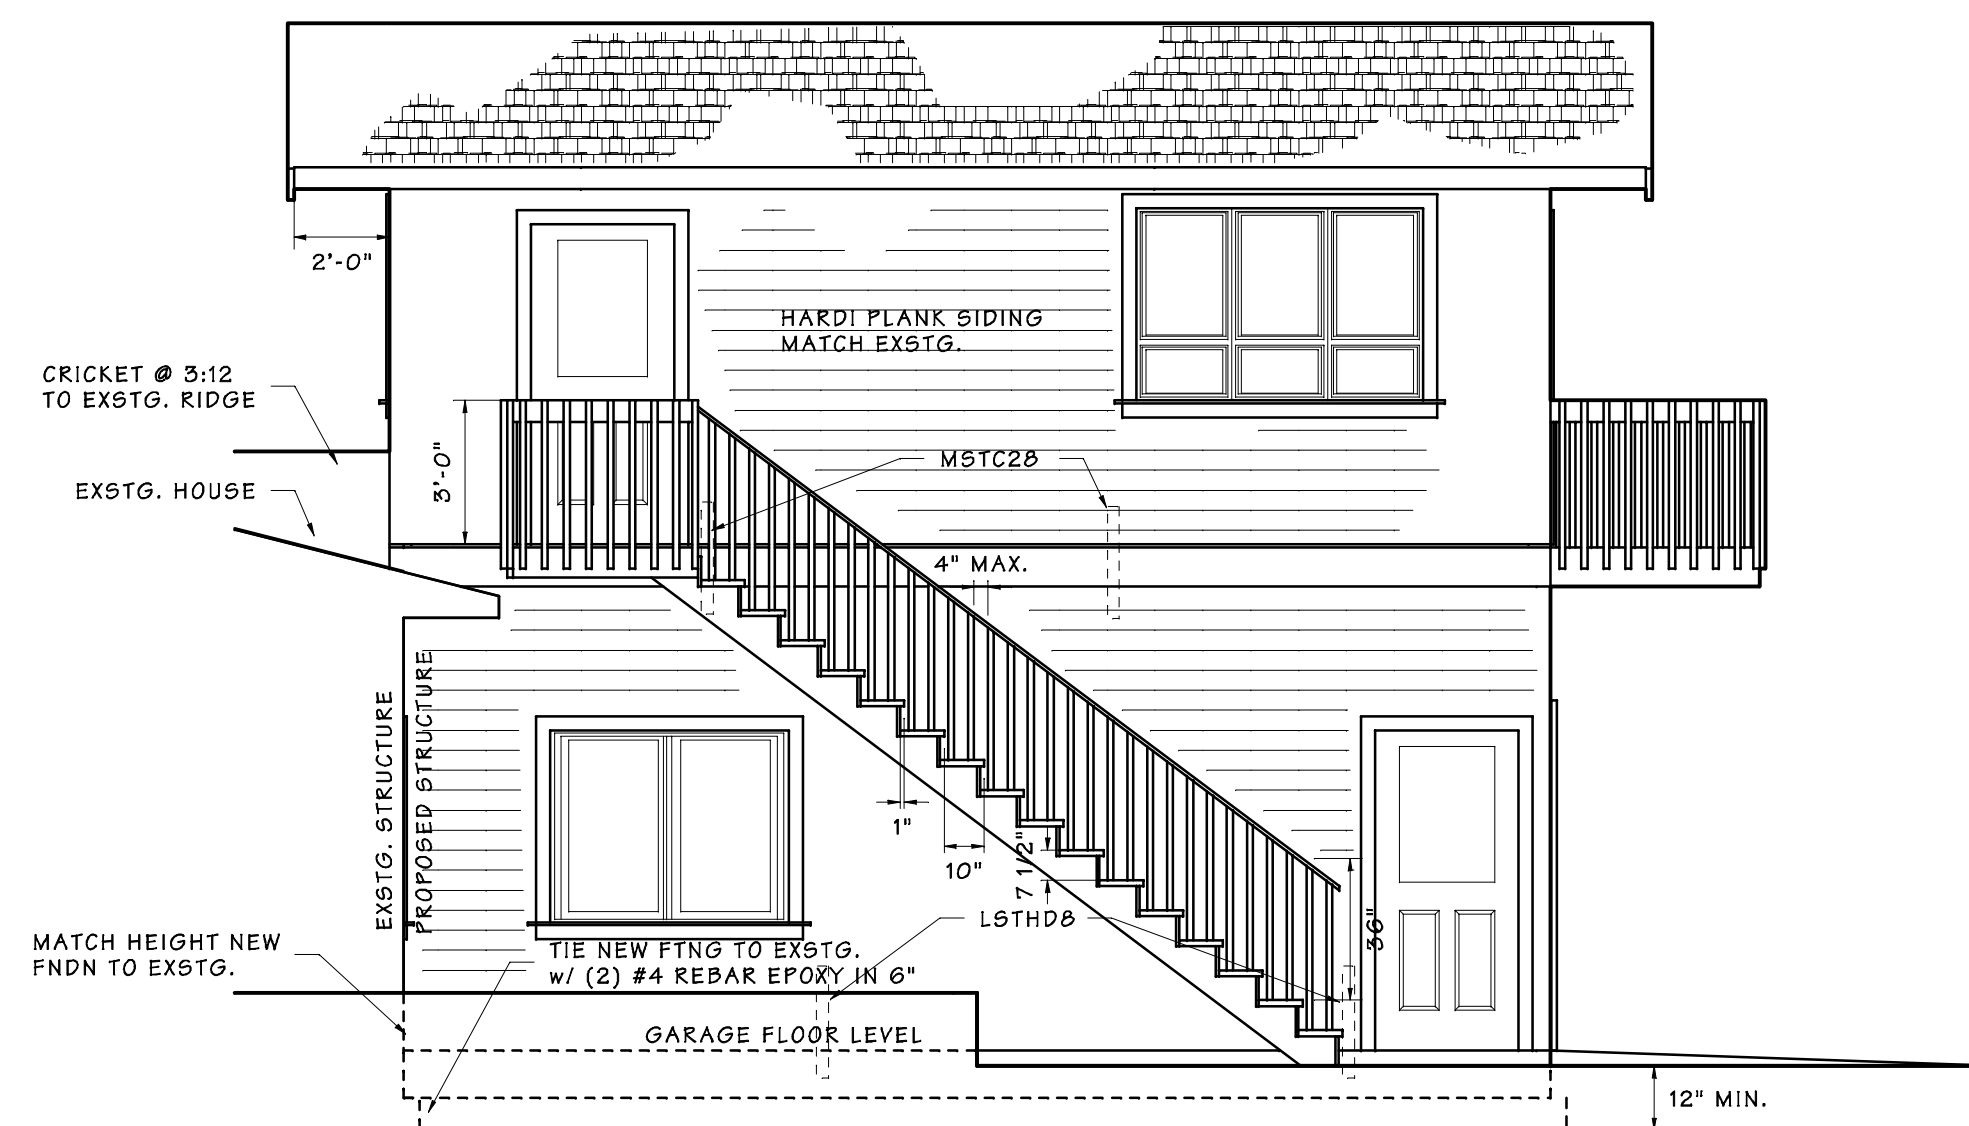 2'-0"
HARDI PLANK SIDING
MATCH EXSTG.
CRICKET @ 3:12
TO EXSTG. RIDGE
3'-0"
MSTC28
EXSTG. HOUSE
4" MAX.
EXSTG. STRUCTURE
PROPOSED STRUCTURE
1"
10"
7 1/2"
LSTHD8
36"
MATCH HEIGHT NEW
FNDN TO EXSTG.
TIE NEW FTNG TO EXSTG.
w/ (2) #4 REBAR EPOXY IN 6"
GARAGE FLOOR LEVEL
12" MIN.